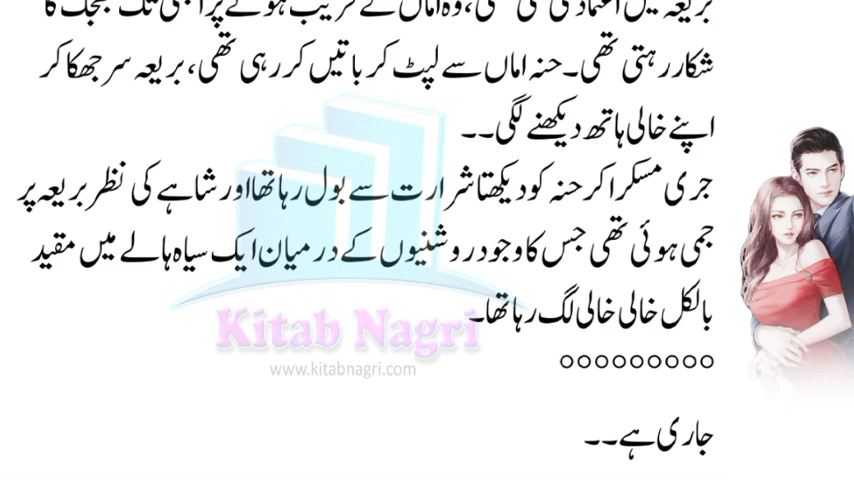 شکار رہتی تھی۔ حنہ اماں سے لپٹ کر باتیں کر رہی تھی، بریعہ سر جھکا کر
اپنے خالی ہاتھ دیکھنے لگی۔۔
جری مسکرا کر حنہ کو دیکھتا شرارت سے بول رہا تھا اور شاہے کی نظر بریعہ پر
جمی ہوئی تھی جس کا وجود روشنیوں کے درمیان ایک سیاہ ہالے میں مقید
بالکل خالی خالی لگ رہا تھا۔
Kitab Nagri
www.kitabnagri.com
○○○○○○○○○
جاری ہے۔۔